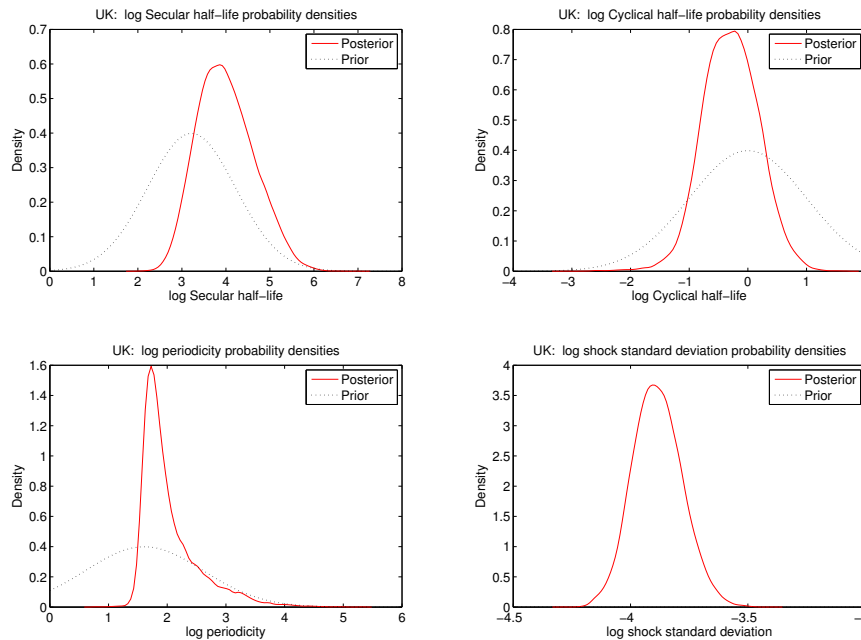 UK: log Secular half−life probability densities
0.7
0.6
0.5
0.4
0.3
0.2
0.1
0
Density
Posterior
Prior
0 1 2 3 4 5 6 7 8
log Secular half−life
UK: log Cyclical half−life probability densities
0.8
0.7
0.6
0.5
0.4
0.3
0.2
0.1
0
Density
Posterior
Prior
−4 −3 −2 −1 0 1
log Cyclical half−life
UK: log periodicity probability densities
1.6
1.4
1.2
1
0.8
0.6
0.4
0.2
0
Density
Posterior
Prior
0 1 2 3 4 5 6
log periodicity
UK: log shock standard deviation probability densities
4
3.5
3
2.5
2
1.5
1
0.5
0
Density
Posterior
Prior
−4.5 −4 −3.5
log shock standard deviation